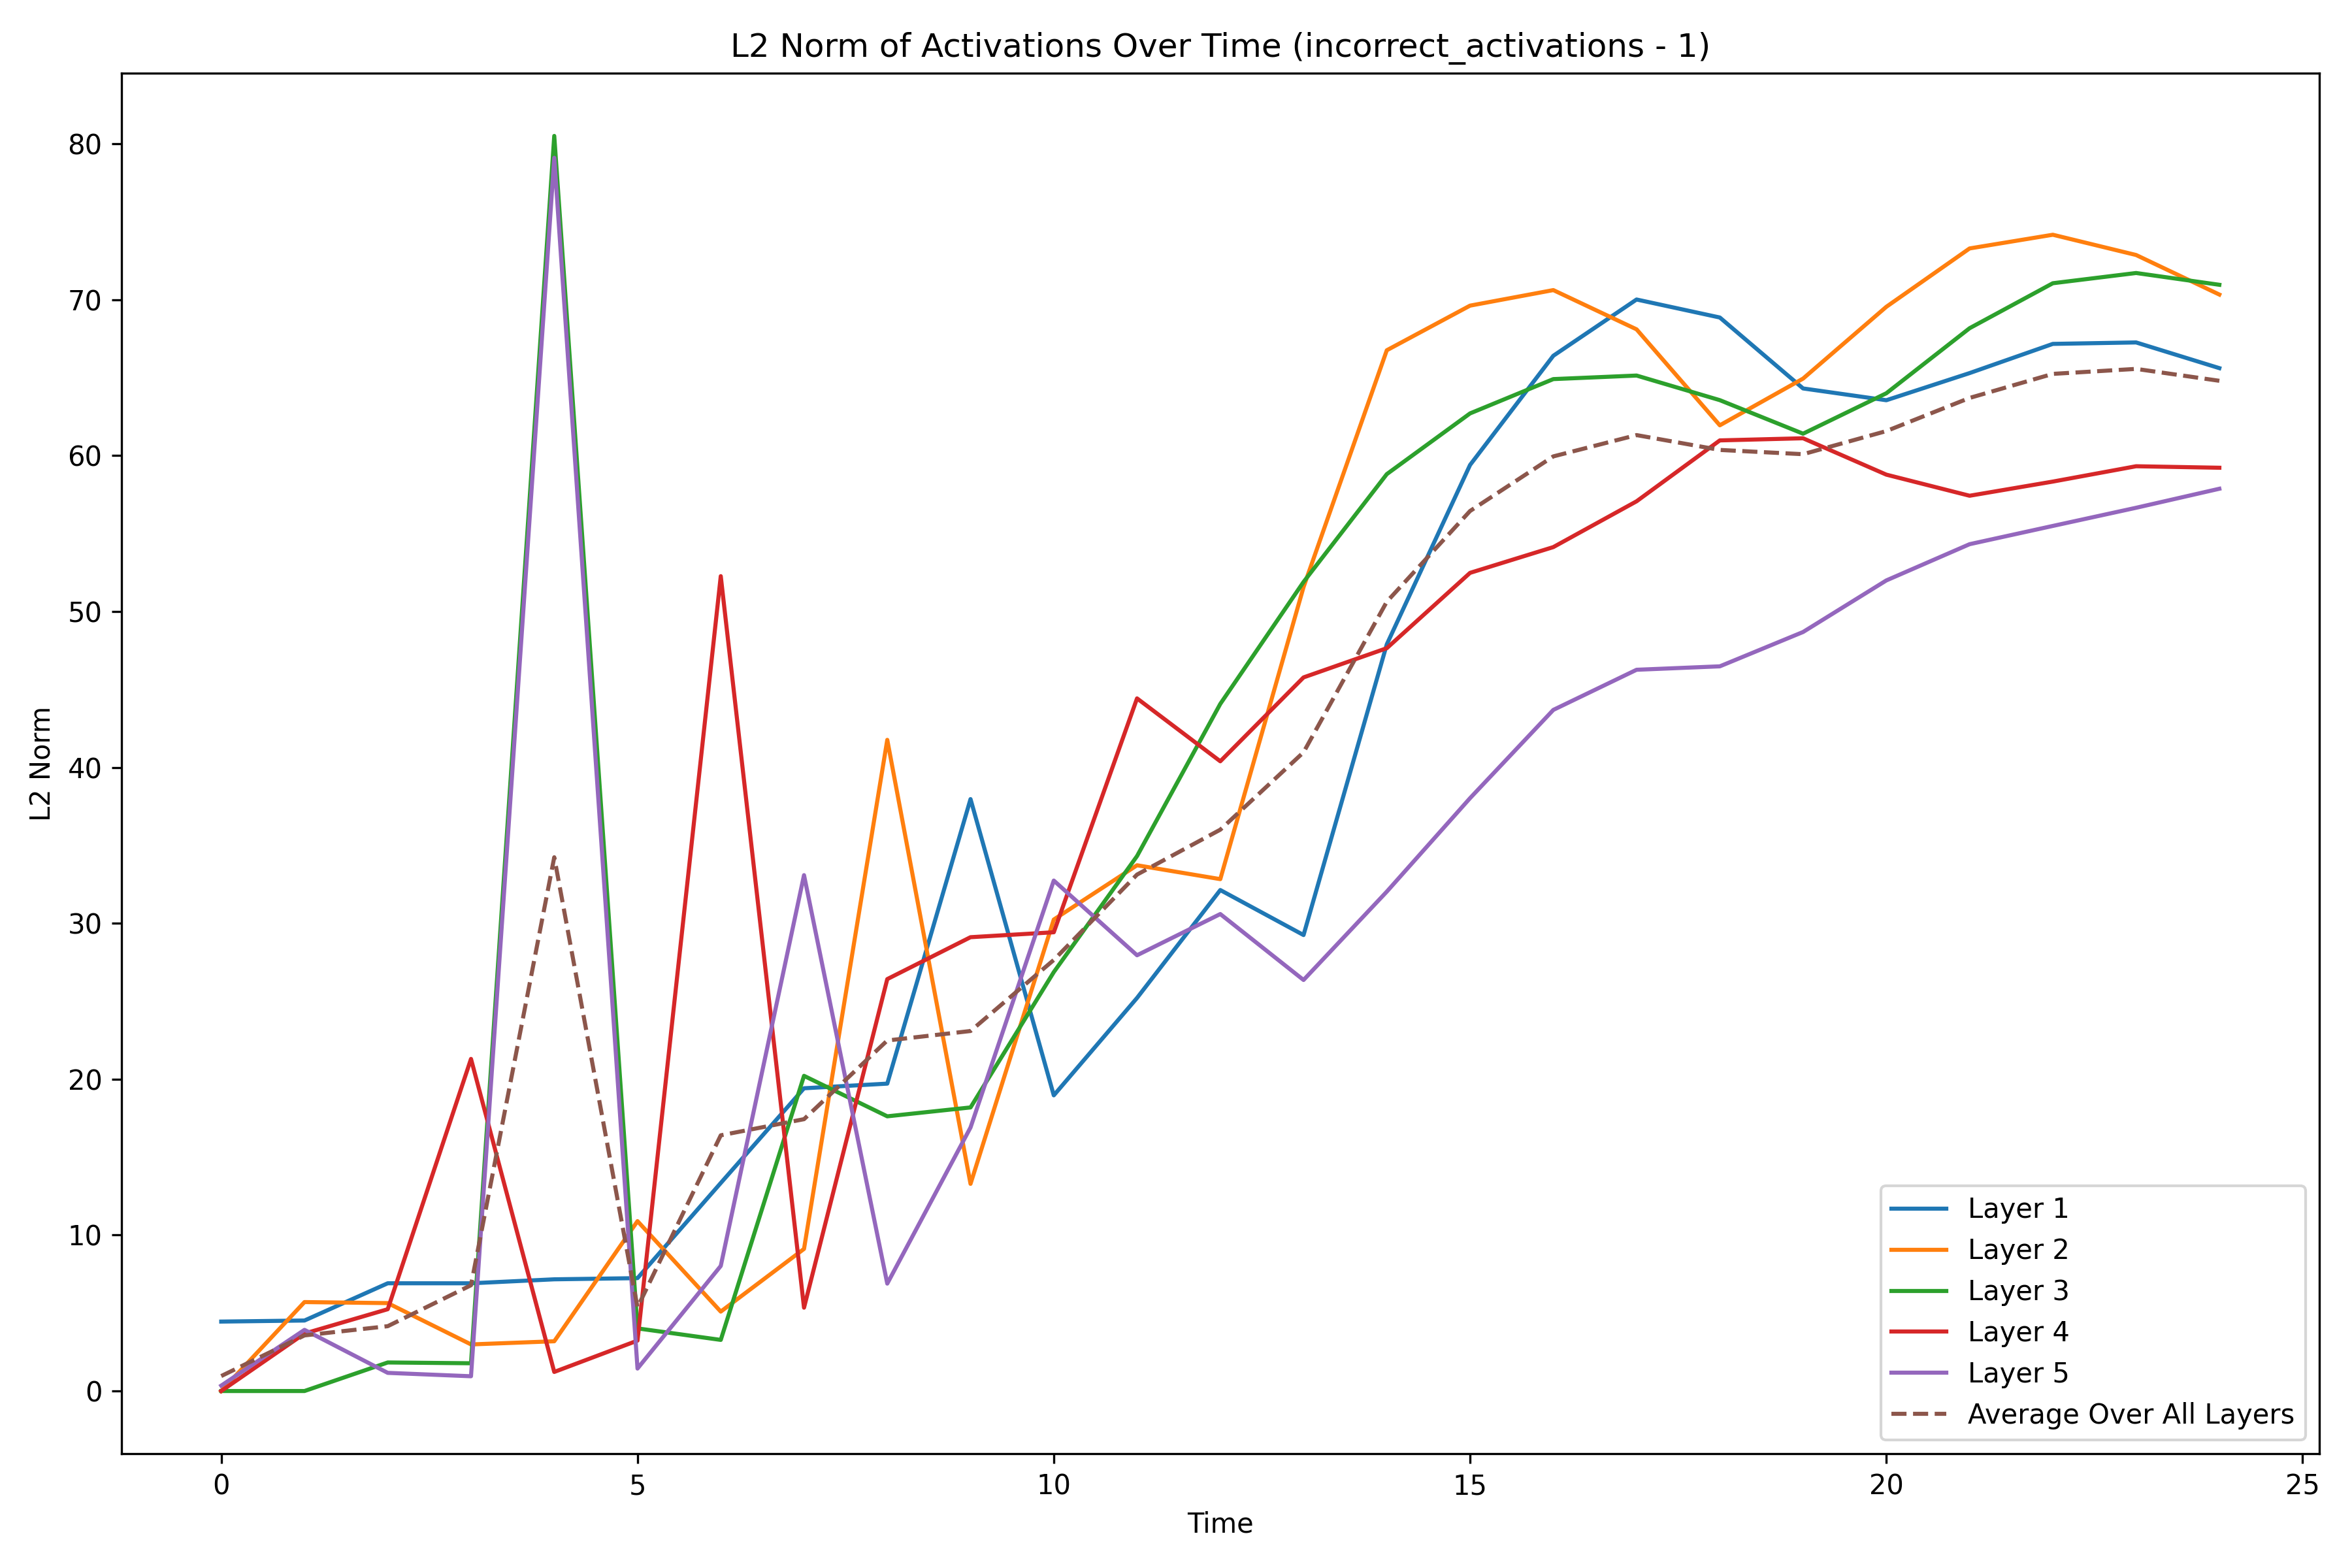 L2 Norm of Activations Over Time (incorrect_activations - 1)
80
70
60
50
40
30
20
10
0
L2 Norm
0 5 10 15 20 25
Time
Layer 1
Layer 2
Layer 3
Layer 4
Layer 5
Average Over All Layers